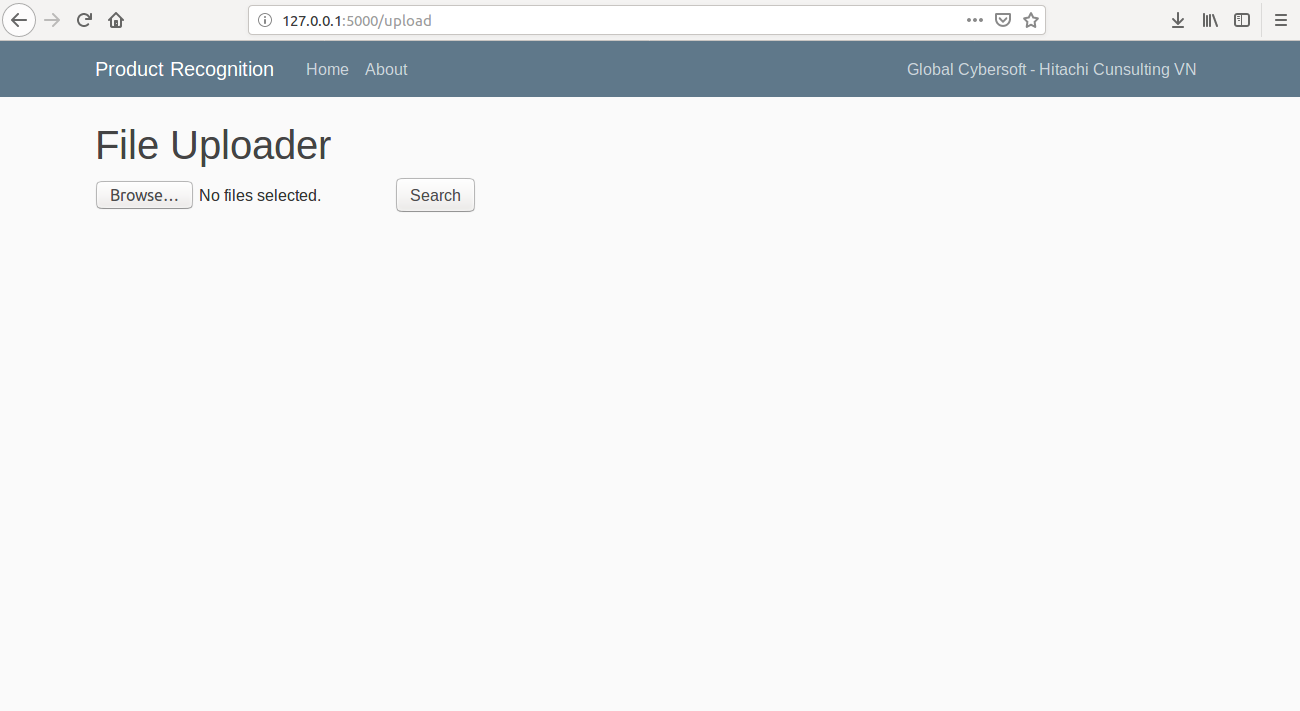 127.0.0.1:5000/upload
Product Recognition Home About Global Cybersoft - Hitachi Cunsulting VN
File Uploader
Browse... No files selected. Search